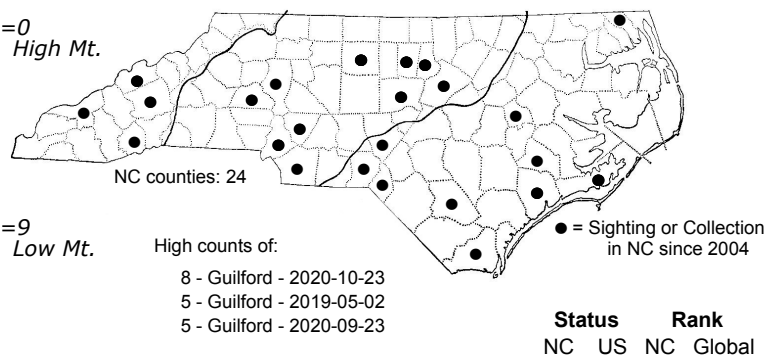 =0
High Mt.
NC counties: 24
=9
Low Mt.
High counts of:
8 - Guilford - 2020-10-23
5 - Guilford - 2019-05-02
5 - Guilford - 2020-09-23
● = Sighting or Collection
in NC since 2004
Status Rank
NC US NC Global